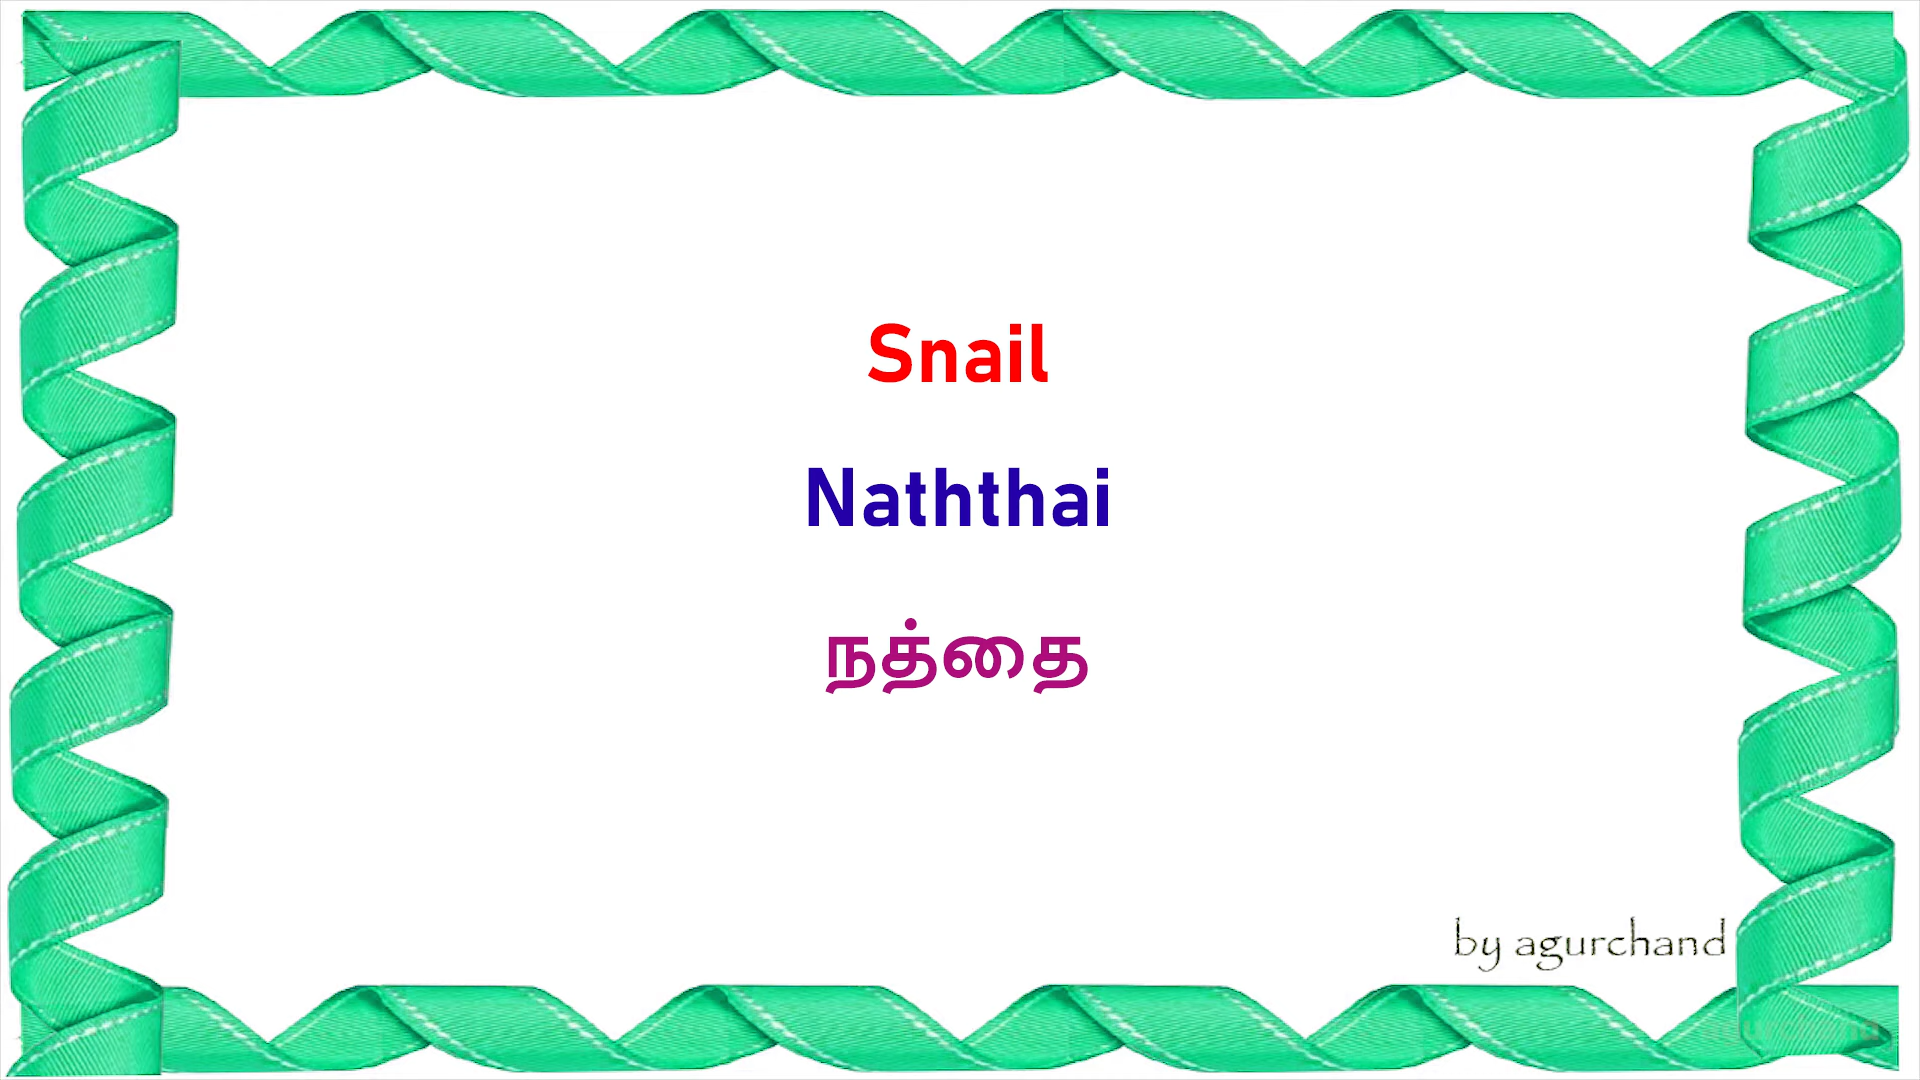 Snail
Naththai
நத்தை
by agurchand